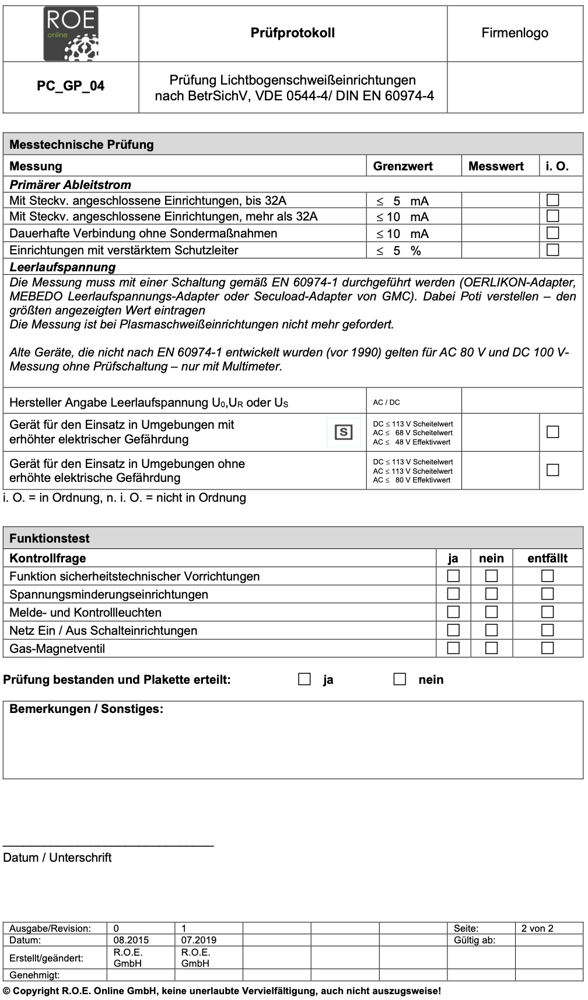 ROE
online
Prüfprotokoll
Firmenlogo
PC_GP_04
Prüfung Lichtbogenschweißeinrichtungen
nach BetrSichV, VDE 0544-4/ DIN EN 60974-4
Messtechnische Prüfung
Messung Grenzwert Messwert i. O.
Primärer Ableitstrom
Mit Steckv. angeschlossene Einrichtungen, bis 32A ≤ 5 mA ☐
Mit Steckv. angeschlossene Einrichtungen, mehr als 32A ≤ 10 mA ☐
Dauerhafte Verbindung ohne Sondermaßnahmen ≤ 10 mA ☐
Einrichtungen mit verstärktem Schutzleiter ≤ 5 % ☐
Leerlaufspannung
Die Messung muss mit einer Schaltung gemäß EN 60974-1 durchgeführt werden (OERLIKON-Adapter,
MEBEDO Leerlaufspannungs-Adapter oder Secuload-Adapter von GMC). Dabei Poti verstellen – den
größten angezeigten Wert eintragen
Die Messung ist bei Plasmaschweißeinrichtungen nicht mehr gefordert.
Alte Geräte, die nicht nach EN 60974-1 entwickelt wurden (vor 1990) gelten für AC 80 V und DC 100 V-
Messung ohne Prüfschaltung – nur mit Multimeter.
Hersteller Angabe Leerlaufspannung U0,UR oder US AC / DC
Gerät für den Einsatz in Umgebungen mit
erhöhter elektrischer Gefährdung
S
DC ≤ 113 V Scheitelwert
AC ≤ 68 V Scheitelwert
AC ≤ 48 V Effektivwert
☐
Gerät für den Einsatz in Umgebungen ohne
erhöhte elektrische Gefährdung
DC ≤ 113 V Scheitelwert
AC ≤ 113 V Scheitelwert
AC ≤ 80 V Effektivwert
☐
i. O. = in Ordnung, n. i. O. = nicht in Ordnung
Funktionstest
Kontrollfrage ja nein entfällt
Funktion sicherheitstechnischer Vorrichtungen ☐ ☐ ☐
Spannungsminderungseinrichtungen ☐ ☐ ☐
Melde- und Kontrollleuchten ☐ ☐ ☐
Netz Ein / Aus Schalteinrichtungen ☐ ☐ ☐
Gas-Magnetventil ☐ ☐ ☐
Prüfung bestanden und Plakette erteilt: ☐ ja ☐ nein
Bemerkungen / Sonstiges:
Datum / Unterschrift
Ausgabe/Revision: 0 1 Seite: 2 von 2
Datum: 08.2015 07.2019 Gültig ab:
Erstellt/geändert: R.O.E. GmbH R.O.E. GmbH
Genehmigt:
© Copyright R.O.E. Online GmbH, keine unerlaubte Vervielfältigung, auch nicht auszugsweise!